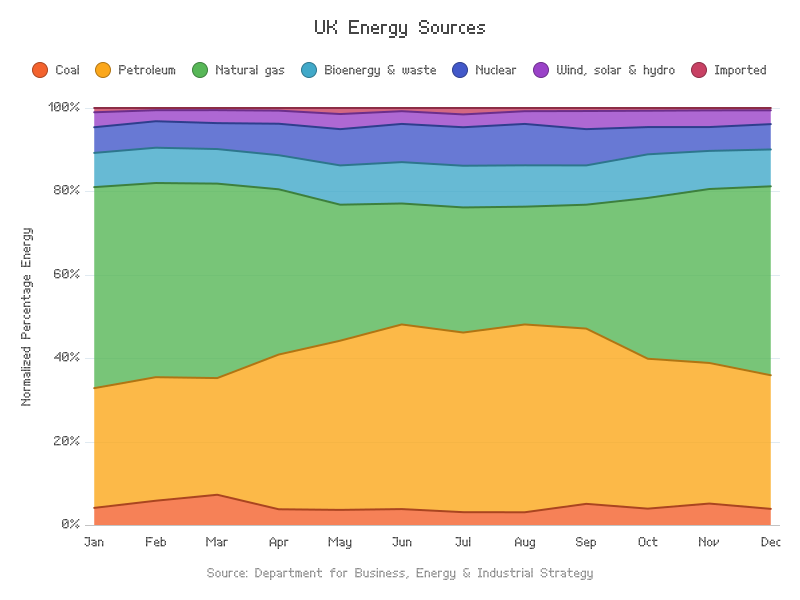 UK Energy Sources
Coal Petroleum Natural gas Bioenergy & waste Nuclear Wind, solar & hydro Imported
100%
80%
60%
40%
20%
0%
Normalized Percentage Energy
Jan Feb Mar Apr May Jun Jul Aug Sep Oct Nov Dec
Source: Department for Business, Energy & Industrial Strategy